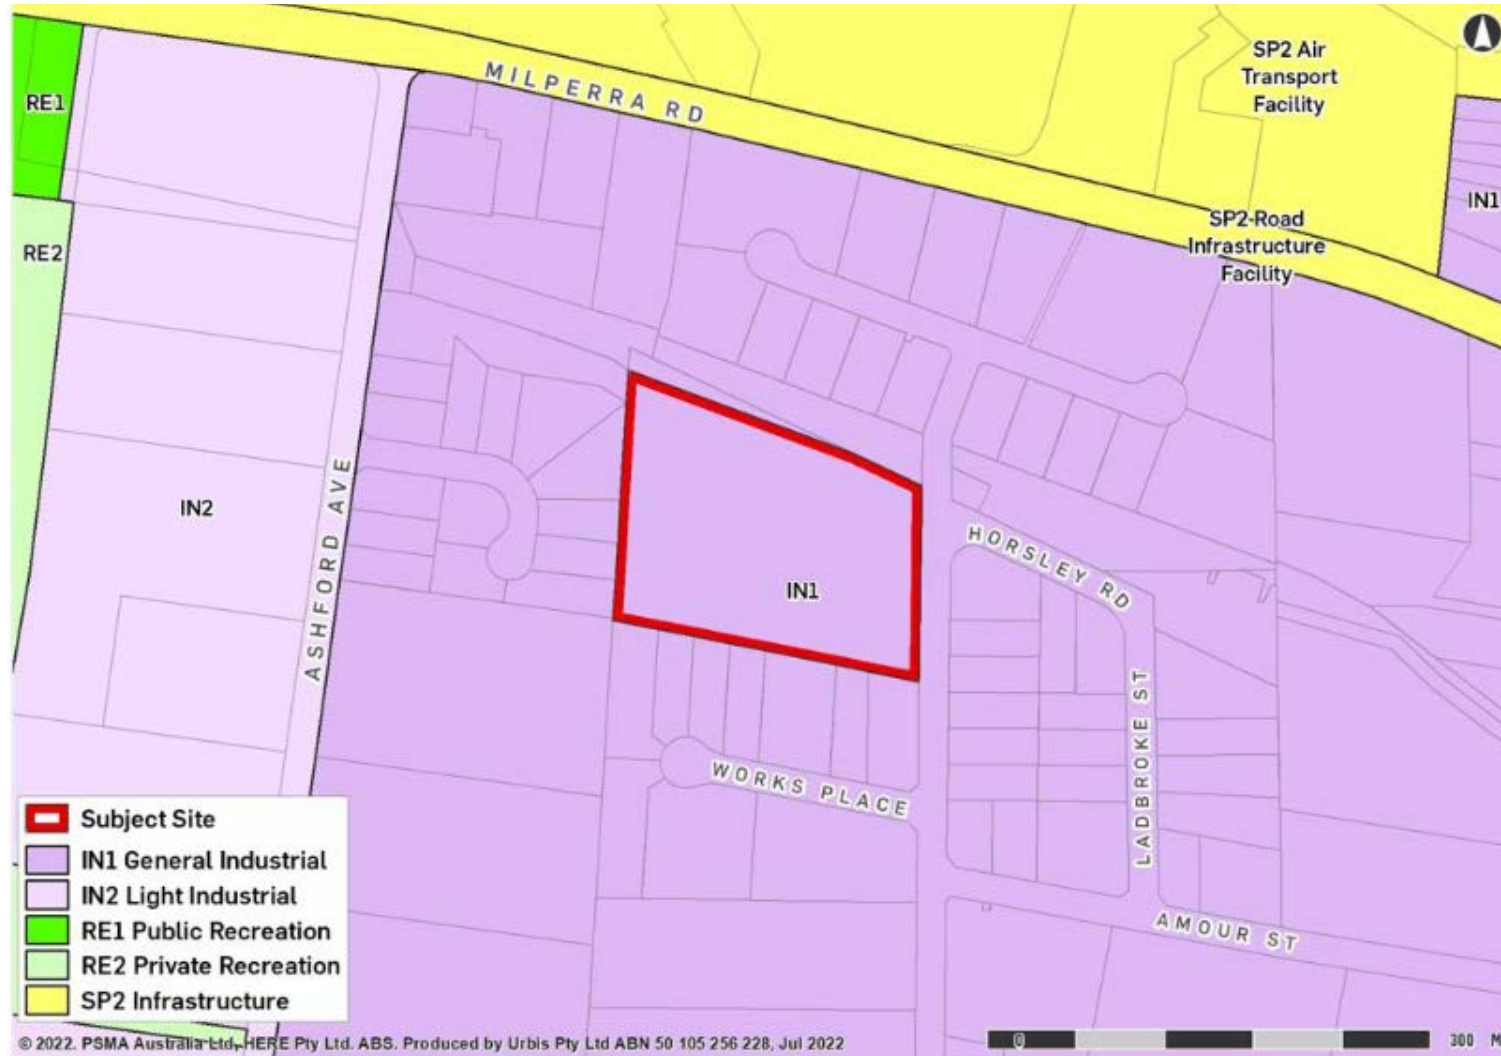 MILPERRA RD
SP2 Air
Transport
Facility
RE1
IN1
SP2-Road
Infrastructure
Facility
RE2
IN2
ASHFORD AVE
HORSLEY RD
IN1
LADBROKE ST
WORKS PLACE
AMOUR ST
Subject Site
IN1 General Industrial
IN2 Light Industrial
RE1 Public Recreation
RE2 Private Recreation
SP2 Infrastructure
© 2022. PSMA Australia Ltd, HERE Pty Ltd. ABS. Produced by Urbis Pty Ltd ABN 50 105 256 228, Jul 2022
0 300 M